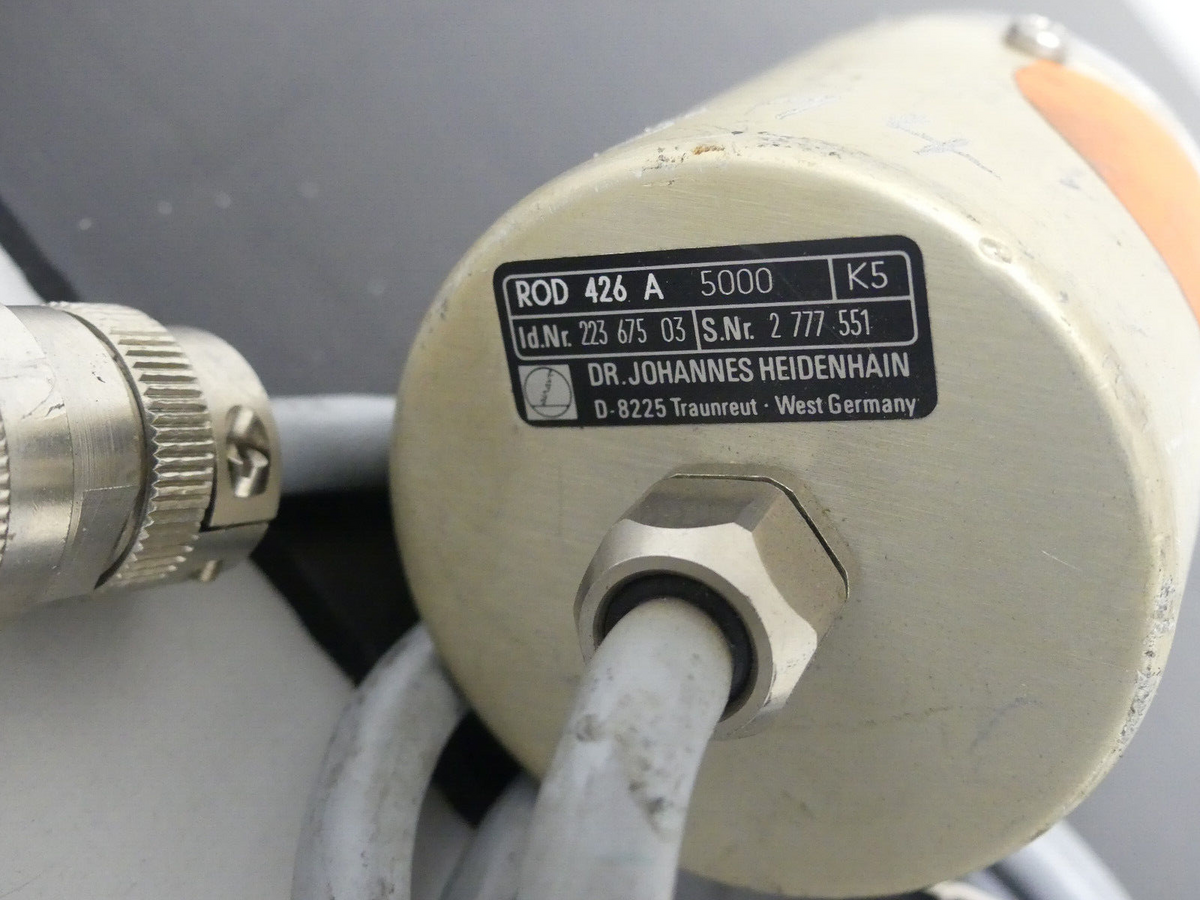 ROD 426 A 5000 K5
Id.Nr. 223 675 03 S.Nr. 2 777 551
DR. JOHANNES HEIDENHAIN
D-8225 Traunreut · West Germany